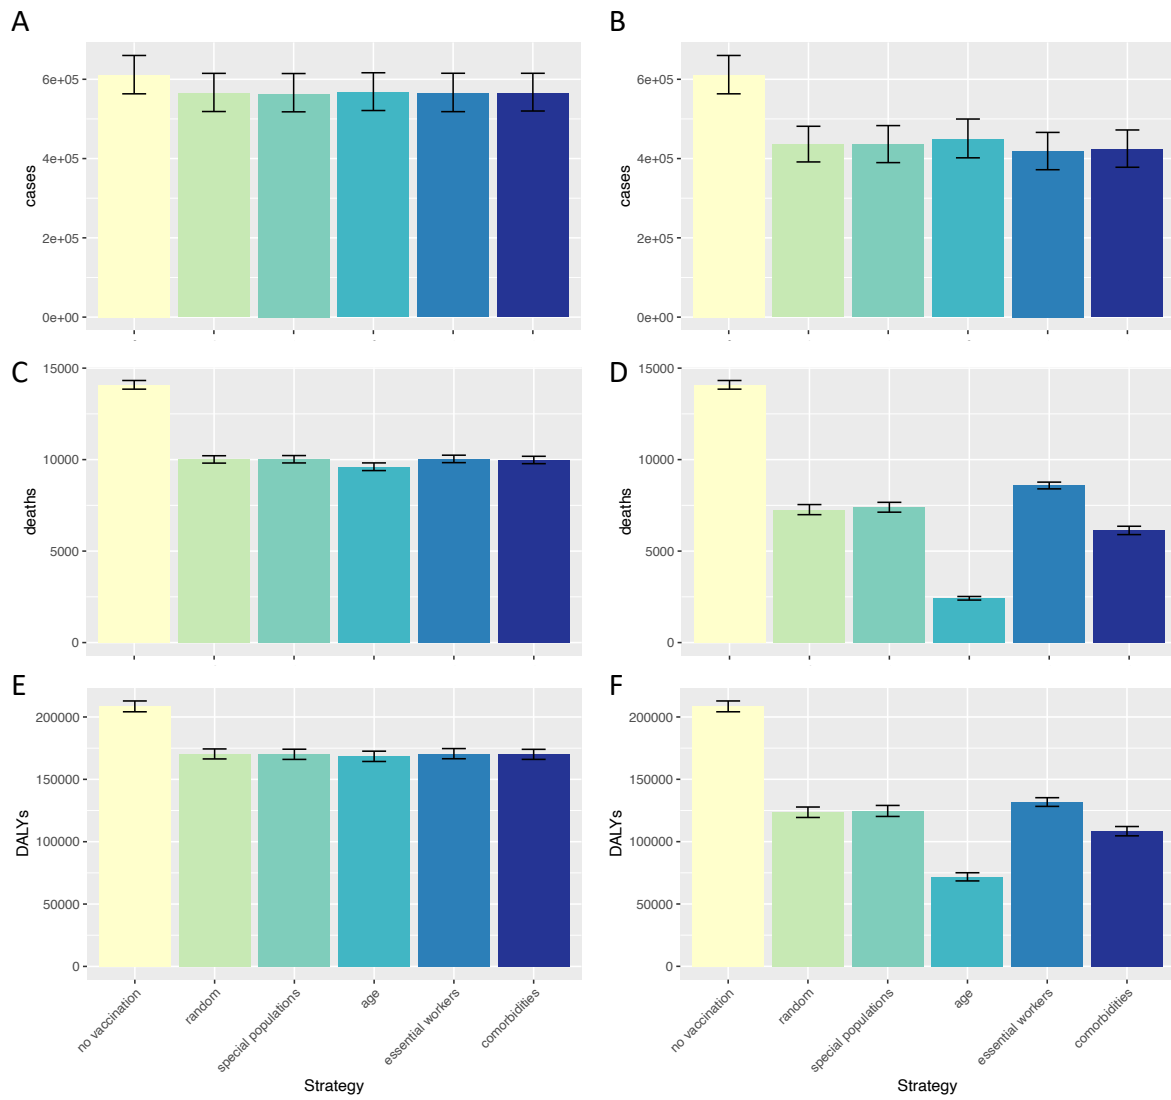 A
6e+05
4e+05
2e+05
0e+00
cases
B
6e+05
4e+05
2e+05
0e+00
cases
C
15000
10000
5000
0
deaths
D
15000
10000
5000
0
deaths
E
200000
150000
100000
50000
0
DALYs
no vaccination
random
special populations
age
essential workers
comorbidities
Strategy
F
200000
150000
100000
50000
0
DALYs
no vaccination
random
special populations
age
essential workers
comorbidities
Strategy